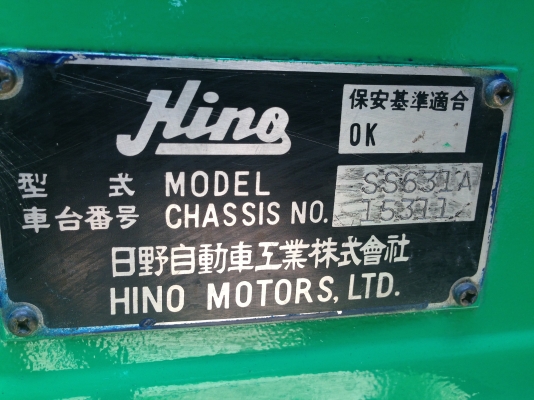 Hino
保安基準適合
OK
型式 MODEL SS631A
車台番号 CHASSIS NO.
日野自動車工業株式會社
HINO MOTORS, LTD.